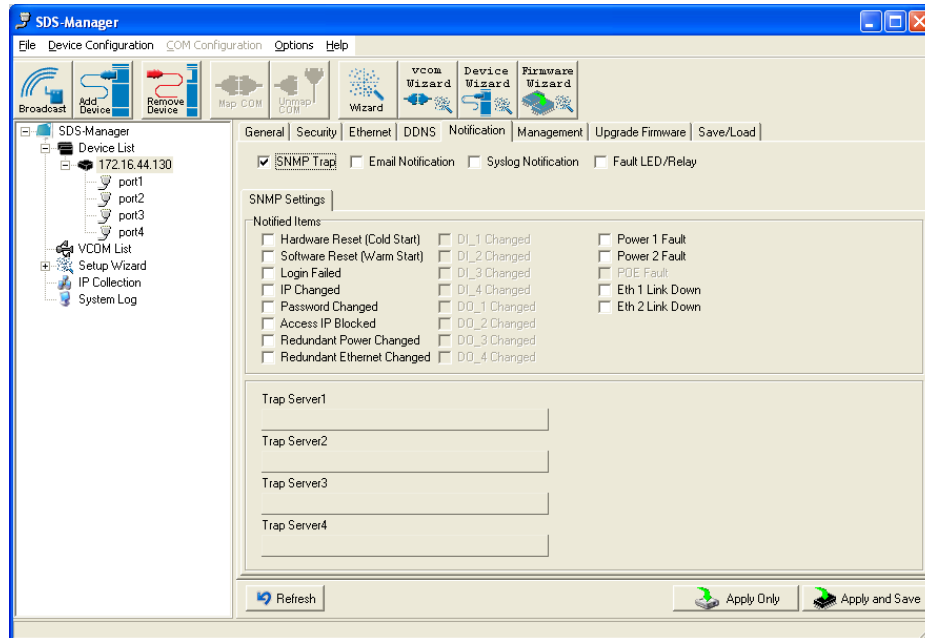 SDS-Manager
File Device Configuration COM Configuration Options Help
Broadcast Add Device Remove Device Map COM Unmap COM Wizard vcom Wizard Device Wizard Firmware Wizard
SDS-Manager
Device List
172.16.44.130
port1
port2
port3
port4
VCOM List
Setup Wizard
IP Collection
System Log
General Security Ethernet DDNS Notification Management Upgrade Firmware Save/Load
SNMP Trap Email Notification Syslog Notification Fault LED/Relay
SNMP Settings
Notified Items
Hardware Reset (Cold Start) DI_1 Changed Power 1 Fault
Software Reset (Warm Start) DI_2 Changed Power 2 Fault
Login Failed DI_3 Changed POE Fault
IP Changed DI_4 Changed Eth 1 Link Down
Password Changed DO_1 Changed Eth 2 Link Down
Access IP Blocked DO_2 Changed
Redundant Power Changed DO_3 Changed
Redundant Ethernet Changed DO_4 Changed
Trap Server1
Trap Server2
Trap Server3
Trap Server4
Refresh Apply Only Apply and Save